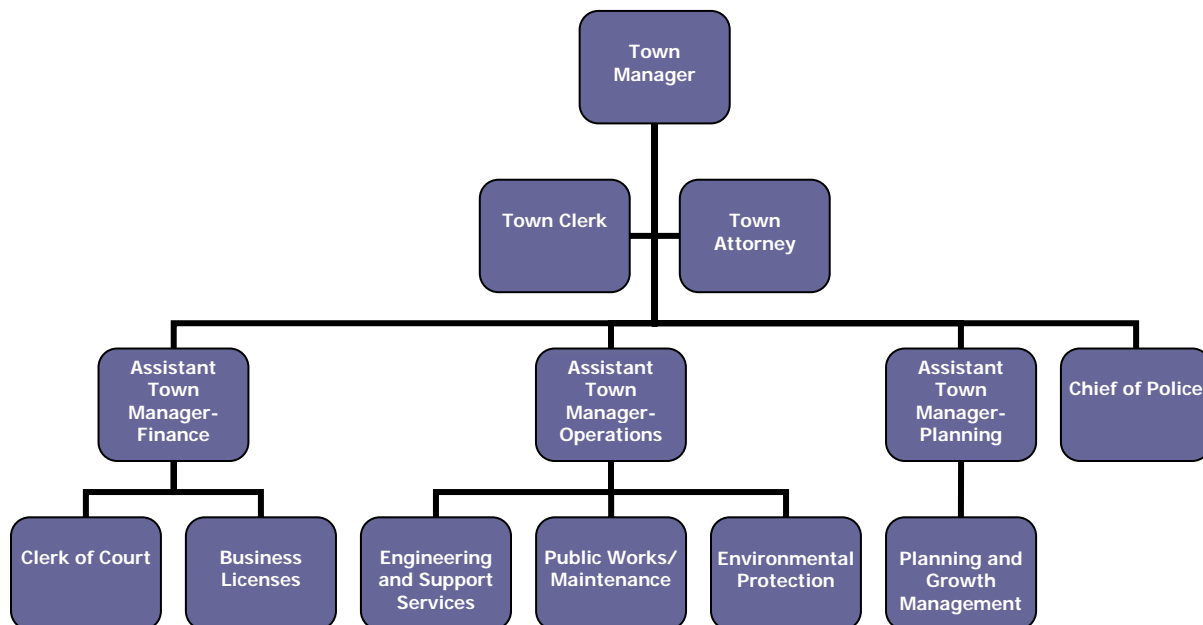 Town
Manager
Town Clerk
Town
Attorney
Assistant
Town
Manager-
Finance
Assistant
Town
Manager-
Operations
Assistant
Town
Manager-
Planning
Chief of Police
Clerk of Court
Business
Licenses
Engineering
and Support
Services
Public Works/
Maintenance
Environmental
Protection
Planning and
Growth
Management